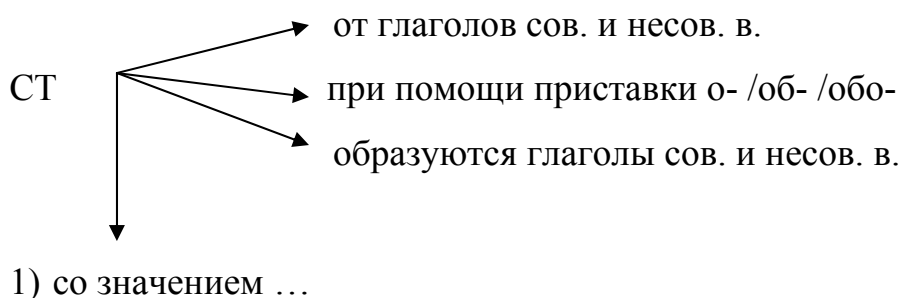 от глаголов сов. и несов. в.
СТ при помощи приставки о- /об- /обо-
образуются глаголы сов. и несов. в.
1) со значением …